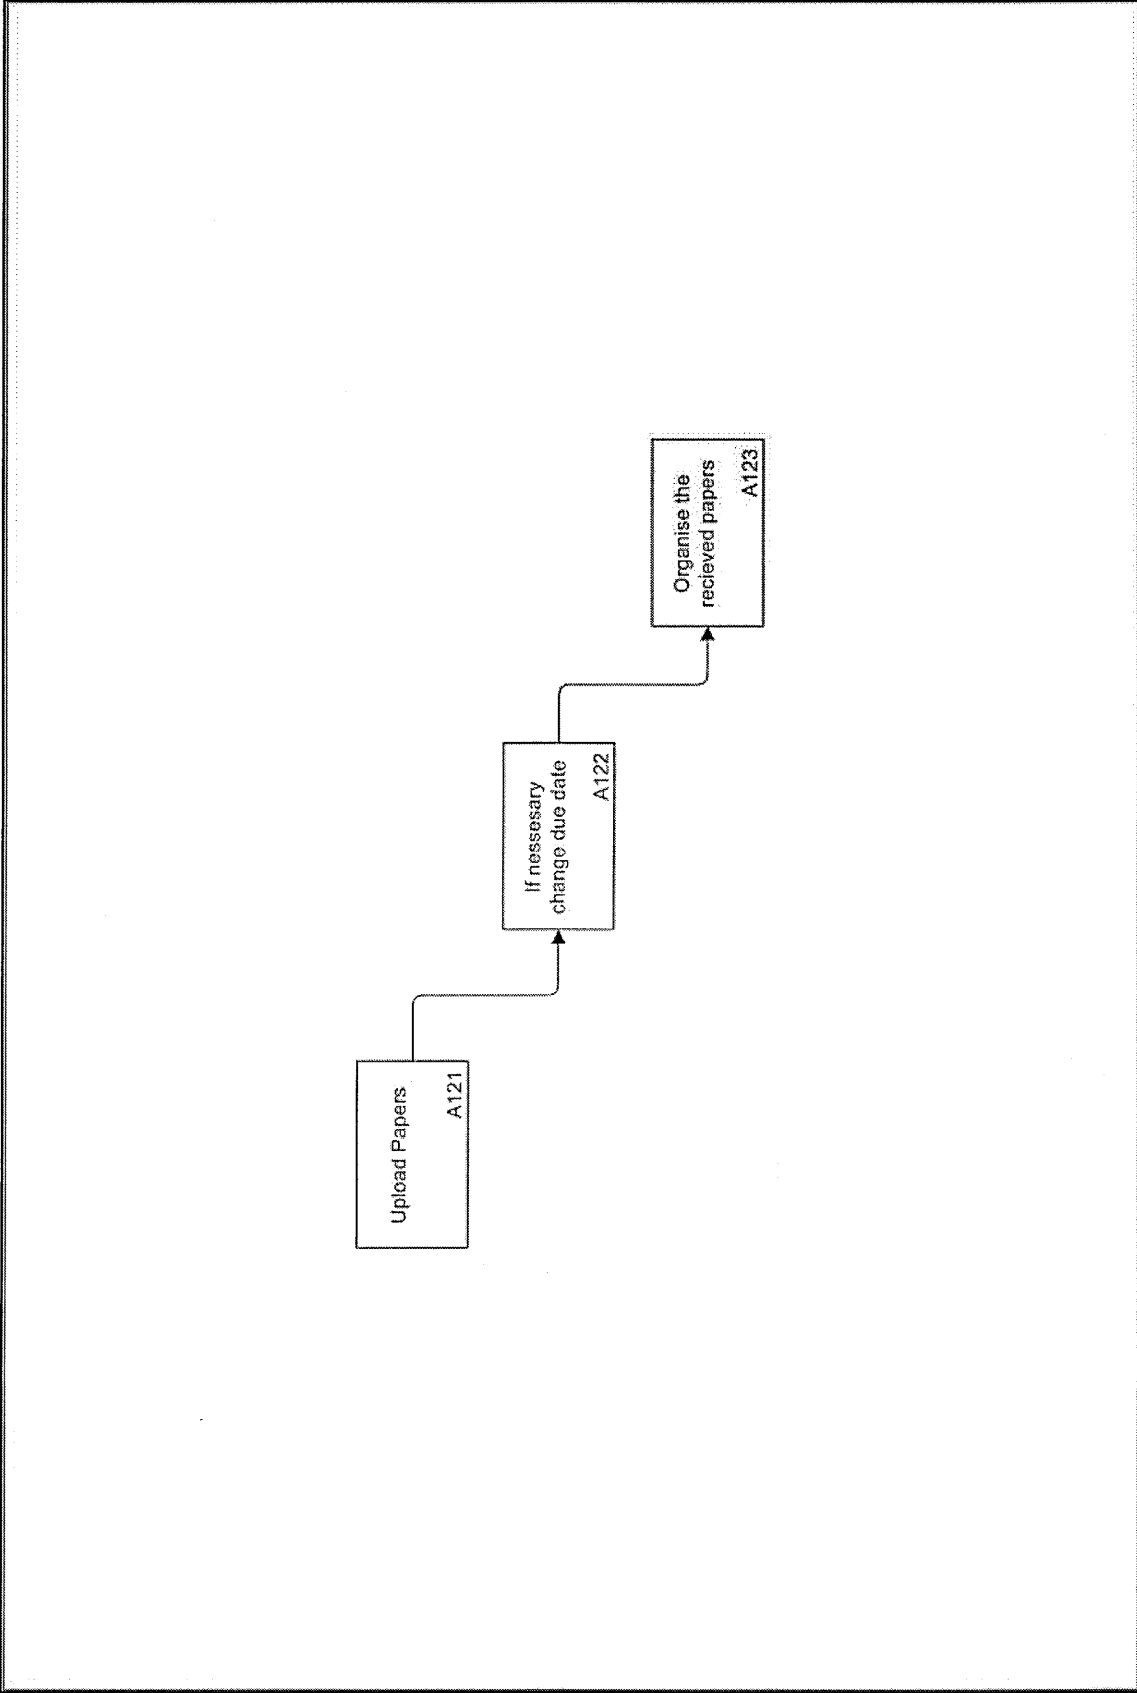 Upload Papers
A121
If nessesary
change due date
A122
Organise the
recieved papers
A123